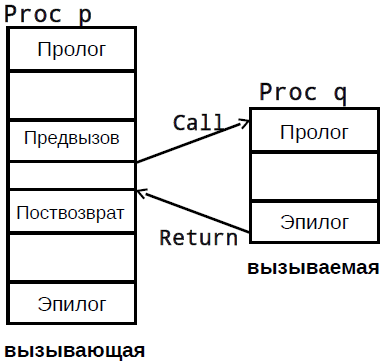 Proc p
Пролог
Предвызов
Поствозврат
Эпилог
вызывающая
Call
Return
Proc q
Пролог
Эпилог
вызываемая